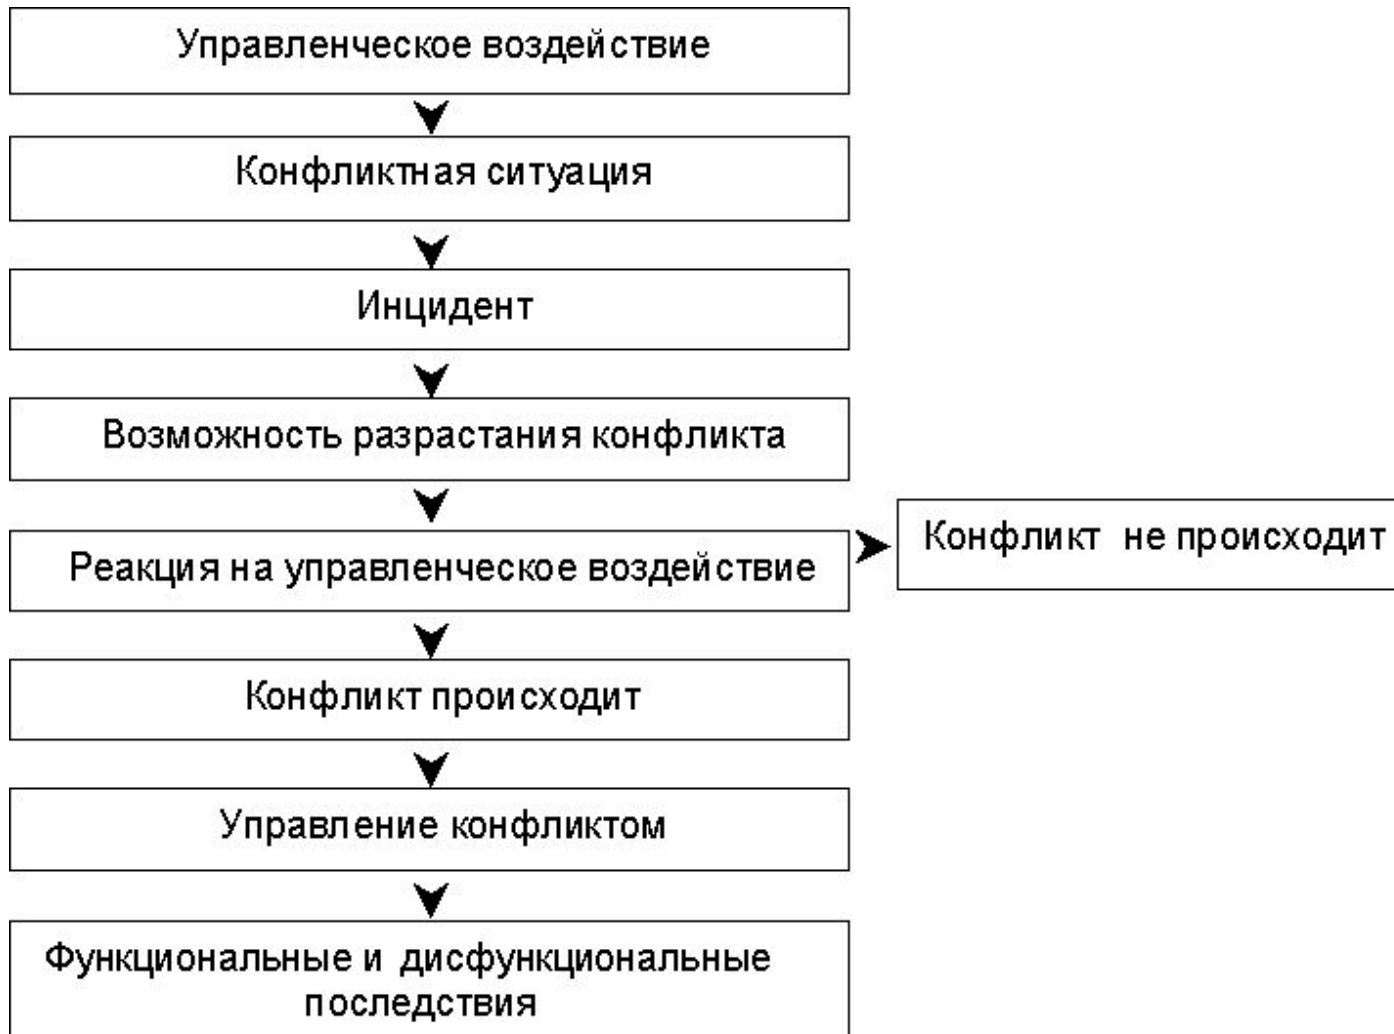 Управленческое воздействие
Конфликтная ситуация
Инцидент
Возможность разрастания конфликта
Реакция на управленческое воздействие
Конфликт не происходит
Конфликт происходит
Управление конфликтом
Функциональные и дисфункциональные
последствия